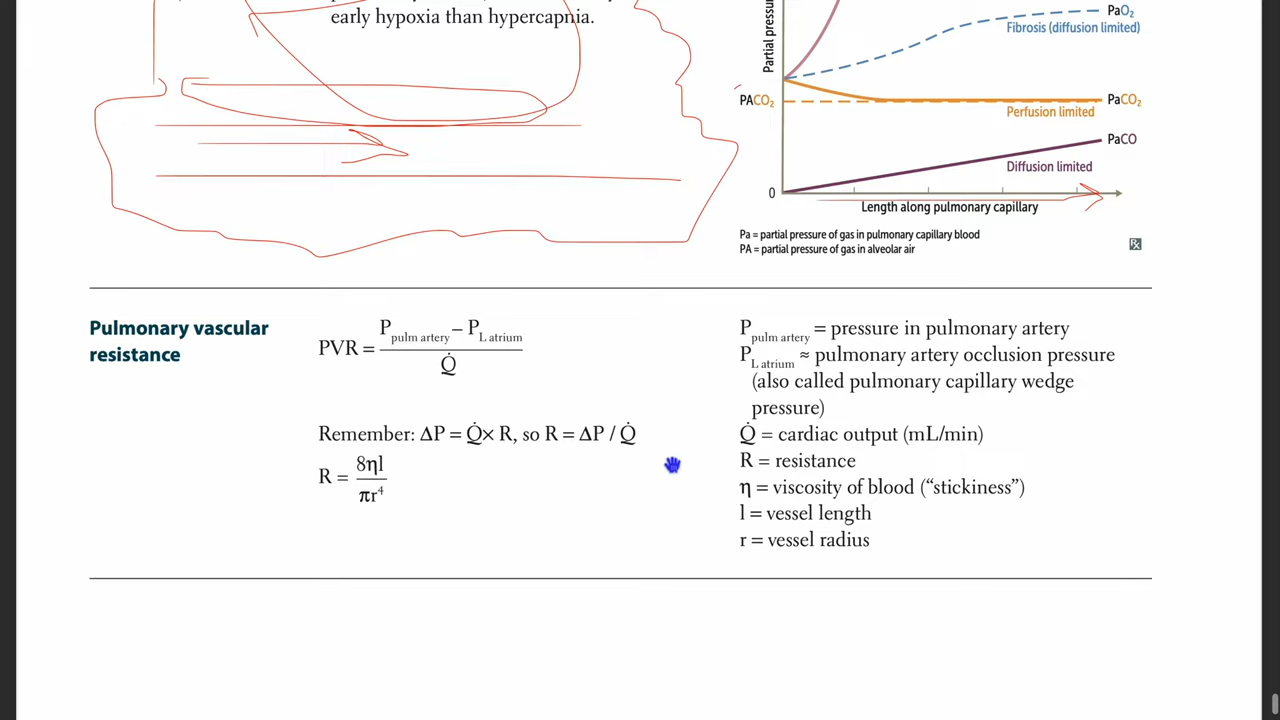 early hypoxia than hypercapnia.
Partial pressur
PaO2
Fibrosis (diffusion limited)
PACO2
PaCO2
Perfusion limited
PaCO
Diffusion limited
0
Length along pulmonary capillary
Pa = partial pressure of gas in pulmonary capillary blood
PA = partial pressure of gas in alveolar air
Rx
Pulmonary vascular
resistance
PVR = P pulm artery – P L atrium / Q̇
Remember: ΔP = Q̇ × R, so R = ΔP / Q̇
R = 8ηl / πr⁴
P pulm artery = pressure in pulmonary artery
P L atrium ≈ pulmonary artery occlusion pressure
(also called pulmonary capillary wedge
pressure)
Q̇ = cardiac output (mL/min)
R = resistance
η = viscosity of blood (“stickiness”)
l = vessel length
r = vessel radius